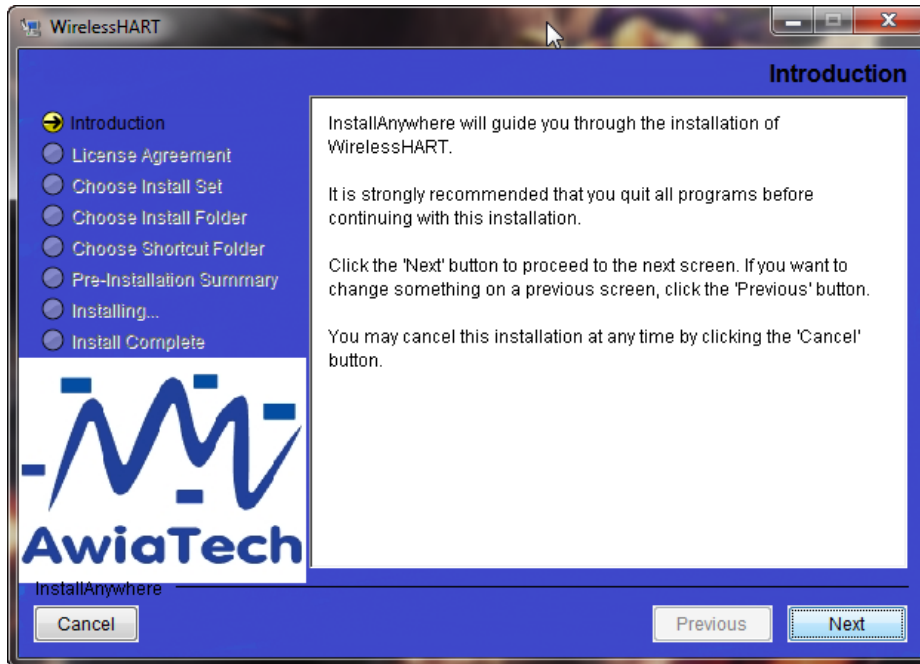 WirelessHART
Introduction
Introduction
License Agreement
Choose Install Set
Choose Install Folder
Choose Shortcut Folder
Pre-Installation Summary
Installing...
Install Complete
InstallAnywhere will guide you through the installation of
WirelessHART.
It is strongly recommended that you quit all programs before
continuing with this installation.
Click the 'Next' button to proceed to the next screen. If you want to
change something on a previous screen, click the 'Previous' button.
You may cancel this installation at any time by clicking the 'Cancel'
button.
AwiaTech
InstallAnywhere
Cancel
Previous
Next